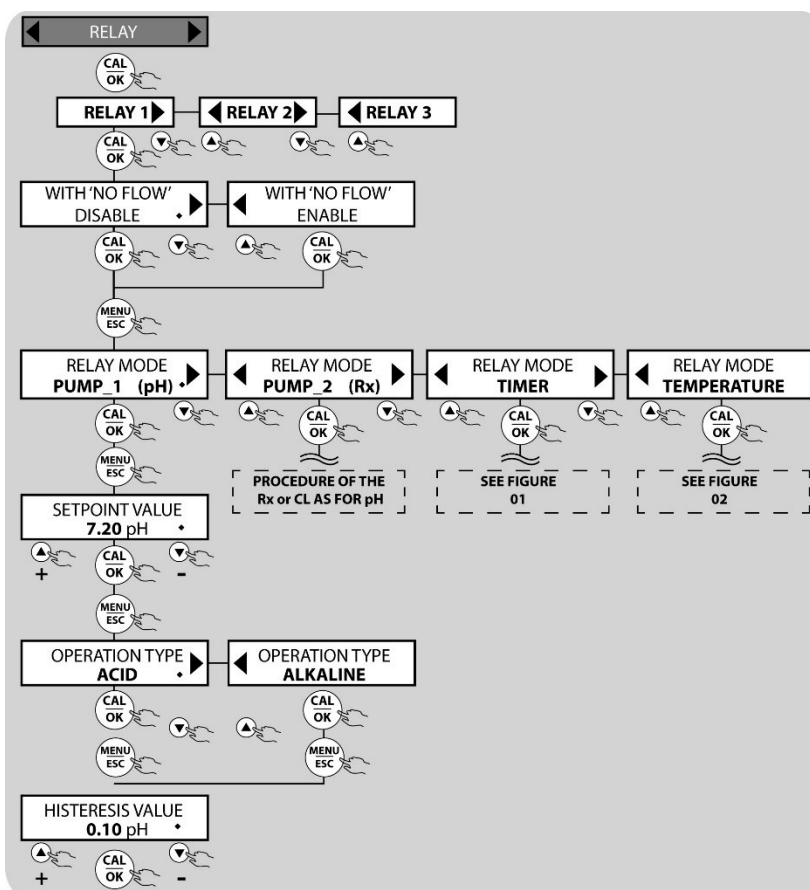 RELAY
CAL
OK
RELAY 1 RELAY 2 RELAY 3
CAL
OK
WITH 'NO FLOW' WITH 'NO FLOW'
DISABLE ENABLE
CAL CAL
OK OK
MENU
ESC
RELAY MODE RELAY MODE RELAY MODE RELAY MODE
PUMP_1 (pH) PUMP_2 (Rx) TIMER TEMPERATURE
CAL CAL CAL CAL
OK OK OK OK
MENU
ESC
PROCEDURE OF THE SEE FIGURE SEE FIGURE
Rx or CL AS FOR pH 01 02
SETPOINT VALUE
7.20 pH
CAL
OK
+ -
MENU
ESC
OPERATION TYPE OPERATION TYPE
ACID ALKALINE
CAL CAL
OK OK
MENU MENU
ESC ESC
HISTERESIS VALUE
0.10 pH
CAL
OK
+ -